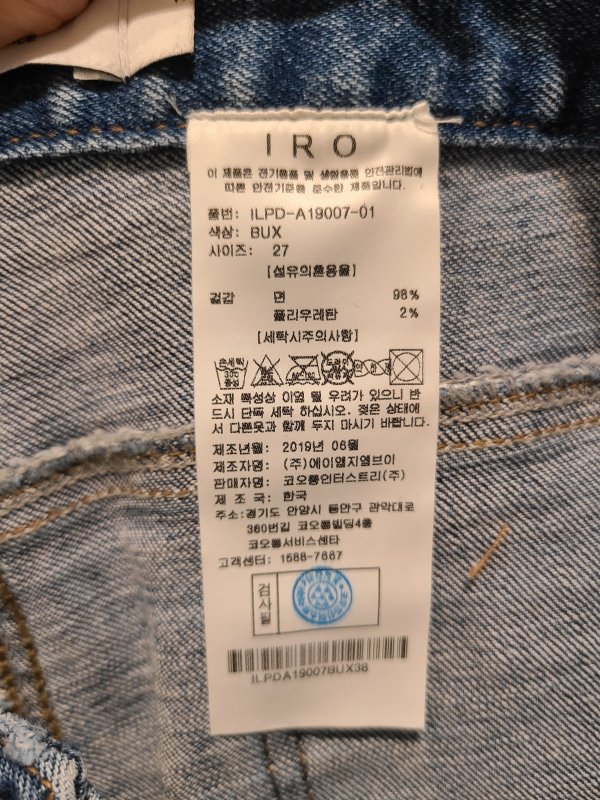 IRO
이 제품은 전기용품 및 생활용품 안전관리법에
따른 안전기준을 준수한 제품입니다.
품번: ILPD-A19007-01
색상: BUX
사이즈: 27
[섬유의혼용율]
겉감 면 98%
폴리우레탄 2%
[세탁시주의사항]
손세탁
30℃
중성
드라이
소재 특성상 이염 될 우려가 있으니 반
드시 단독 세탁 하십시오. 젖은 상태에
서 다른옷과 함께 두지 마시기 바랍니다.
제조년월: 2019년 06월
제조자명: (주)에이엠지엠브이
판매자명: 코오롱인더스트리(주)
제 조 국: 한국
주소:경기도 안양시 동안구 관악대로
360번길 코오롱빌딩4층
코오롱서비스센타
고객센터: 1588-7667
검사필
ILPDA19007BUX38